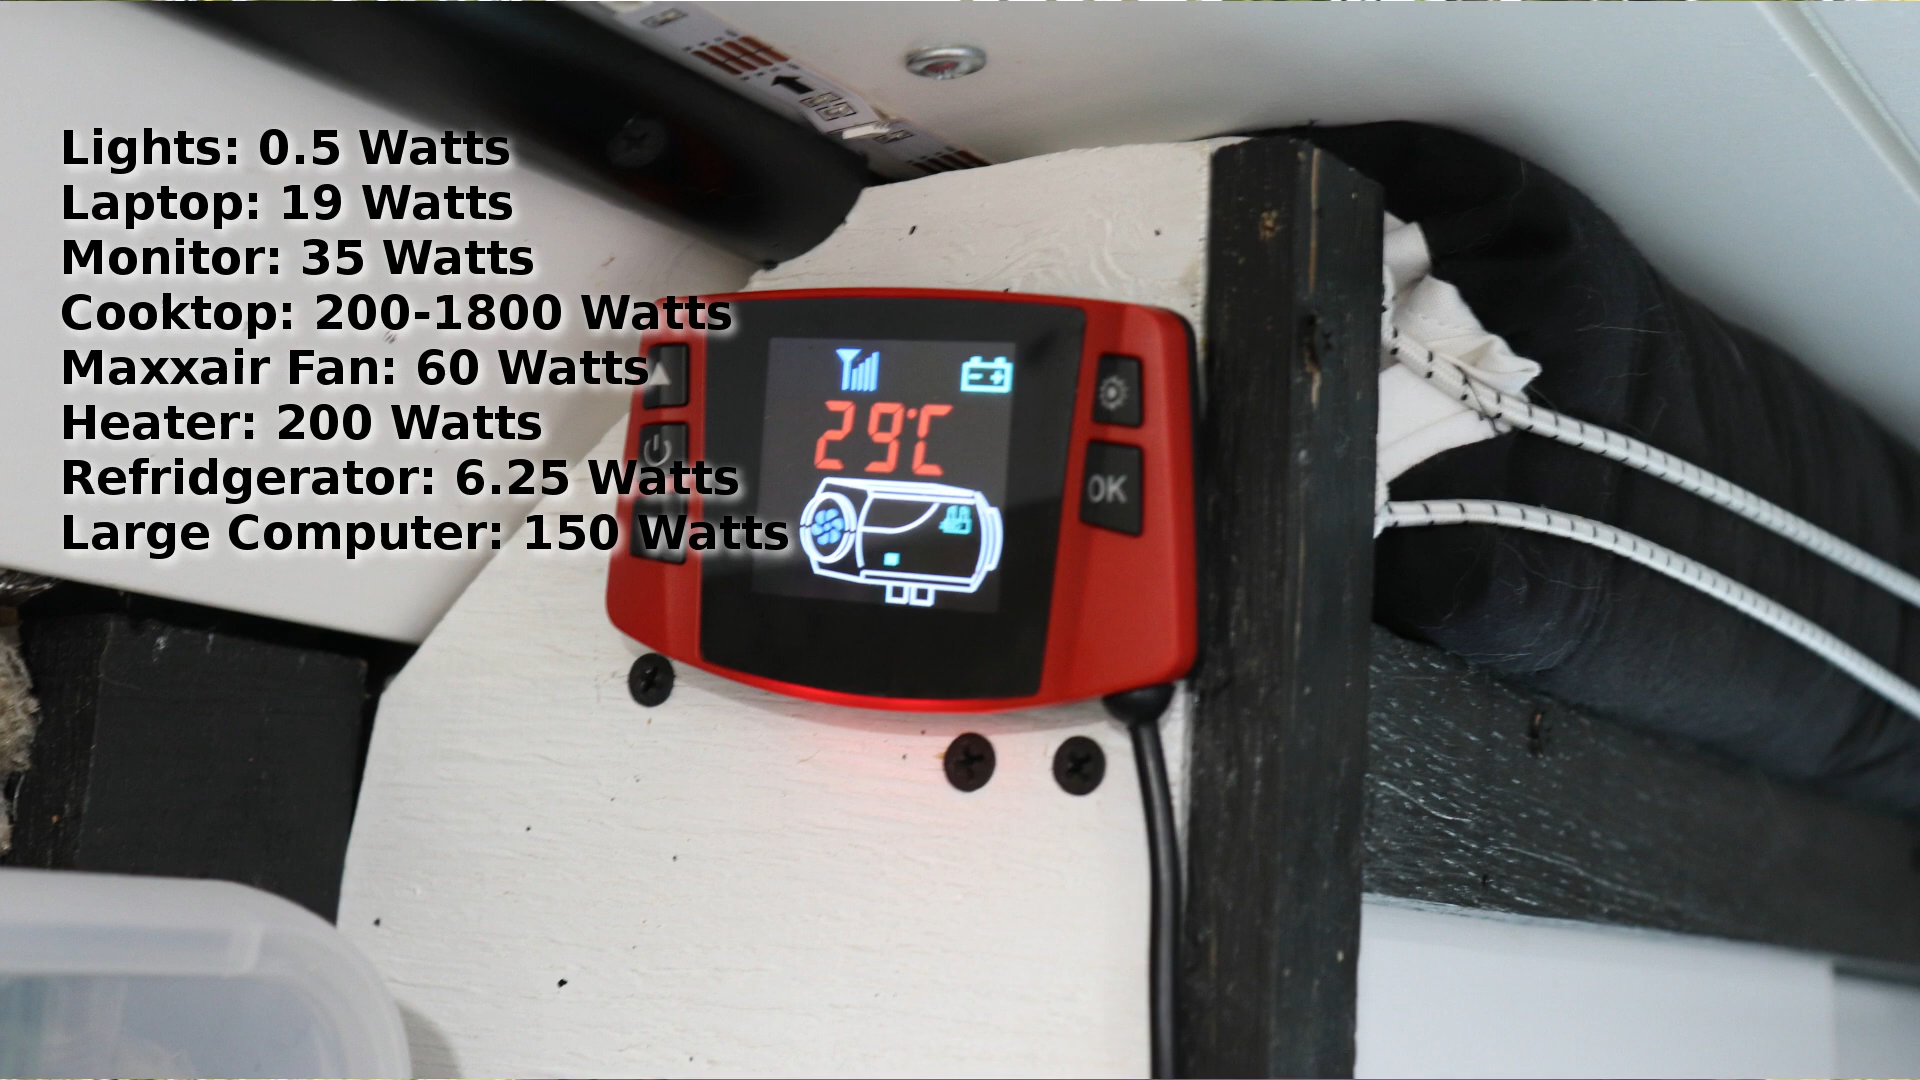 Lights: 0.5 Watts
Laptop: 19 Watts
Monitor: 35 Watts
Cooktop: 200-1800 Watts
Maxxair Fan: 60 Watts
Heater: 200 Watts
Refridgerator: 6.25 Watts
Large Computer: 150 Watts
29°C
OK